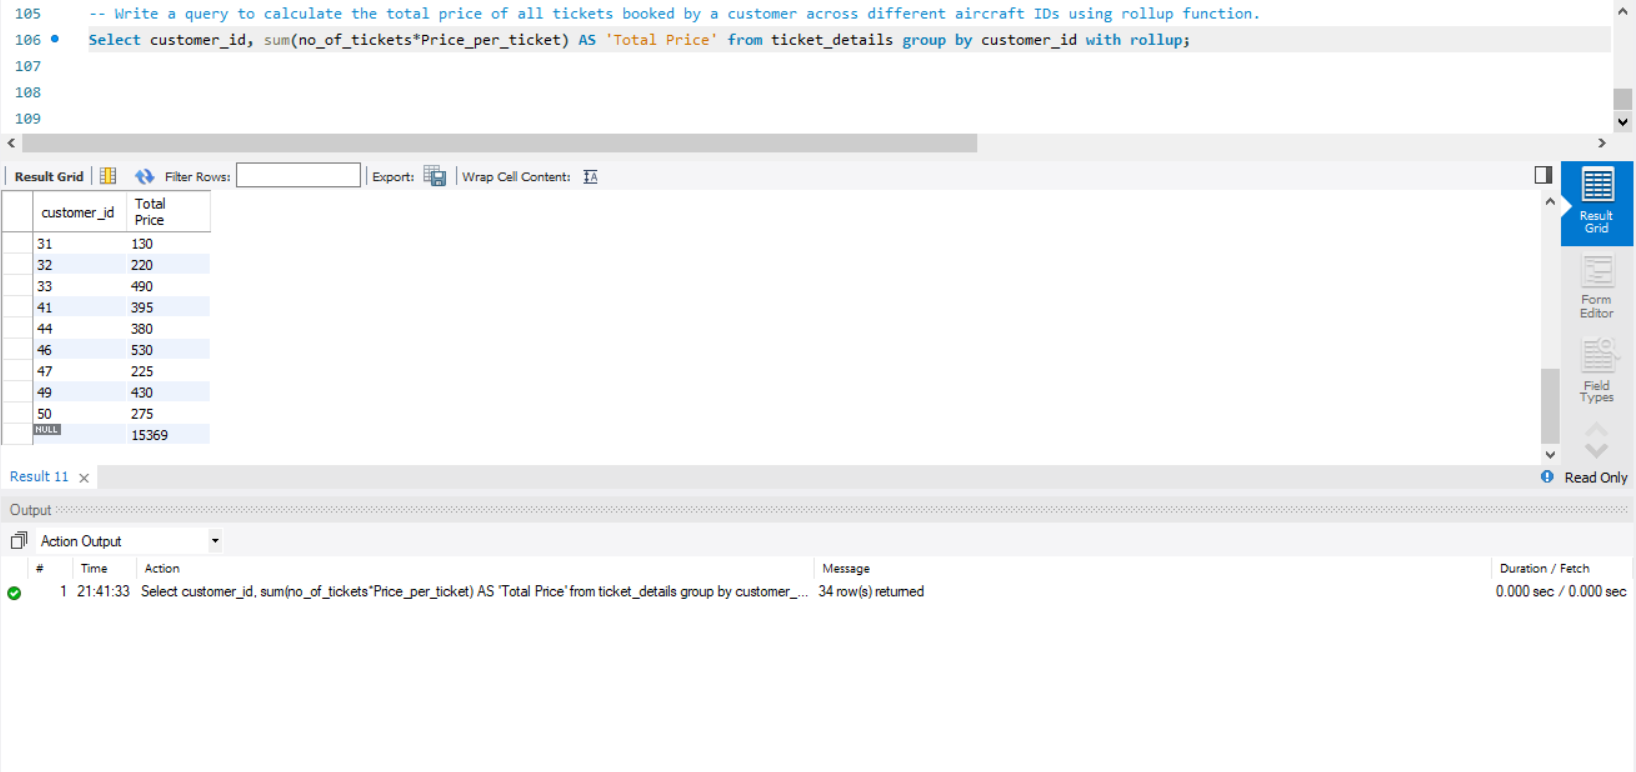 105 -- Write a query to calculate the total price of all tickets booked by a customer across different aircraft IDs using rollup function.
106 Select customer_id, sum(no_of_tickets*Price_per_ticket) AS 'Total Price' from ticket_details group by customer_id with rollup;
107
108
109
Result Grid Filter Rows: Export: Wrap Cell Content:
customer_id Total Price
31 130
32 220
33 490
41 395
44 380
46 530
47 225
49 430
50 275
NULL 15369
Result Grid
Form Editor
Field Types
Result 11 Read Only
Output
Action Output
# Time Action Message Duration / Fetch
1 21:41:33 Select customer_id, sum(no_of_tickets*Price_per_ticket) AS 'Total Price' from ticket_details group by customer_... 34 row(s) returned 0.000 sec / 0.000 sec